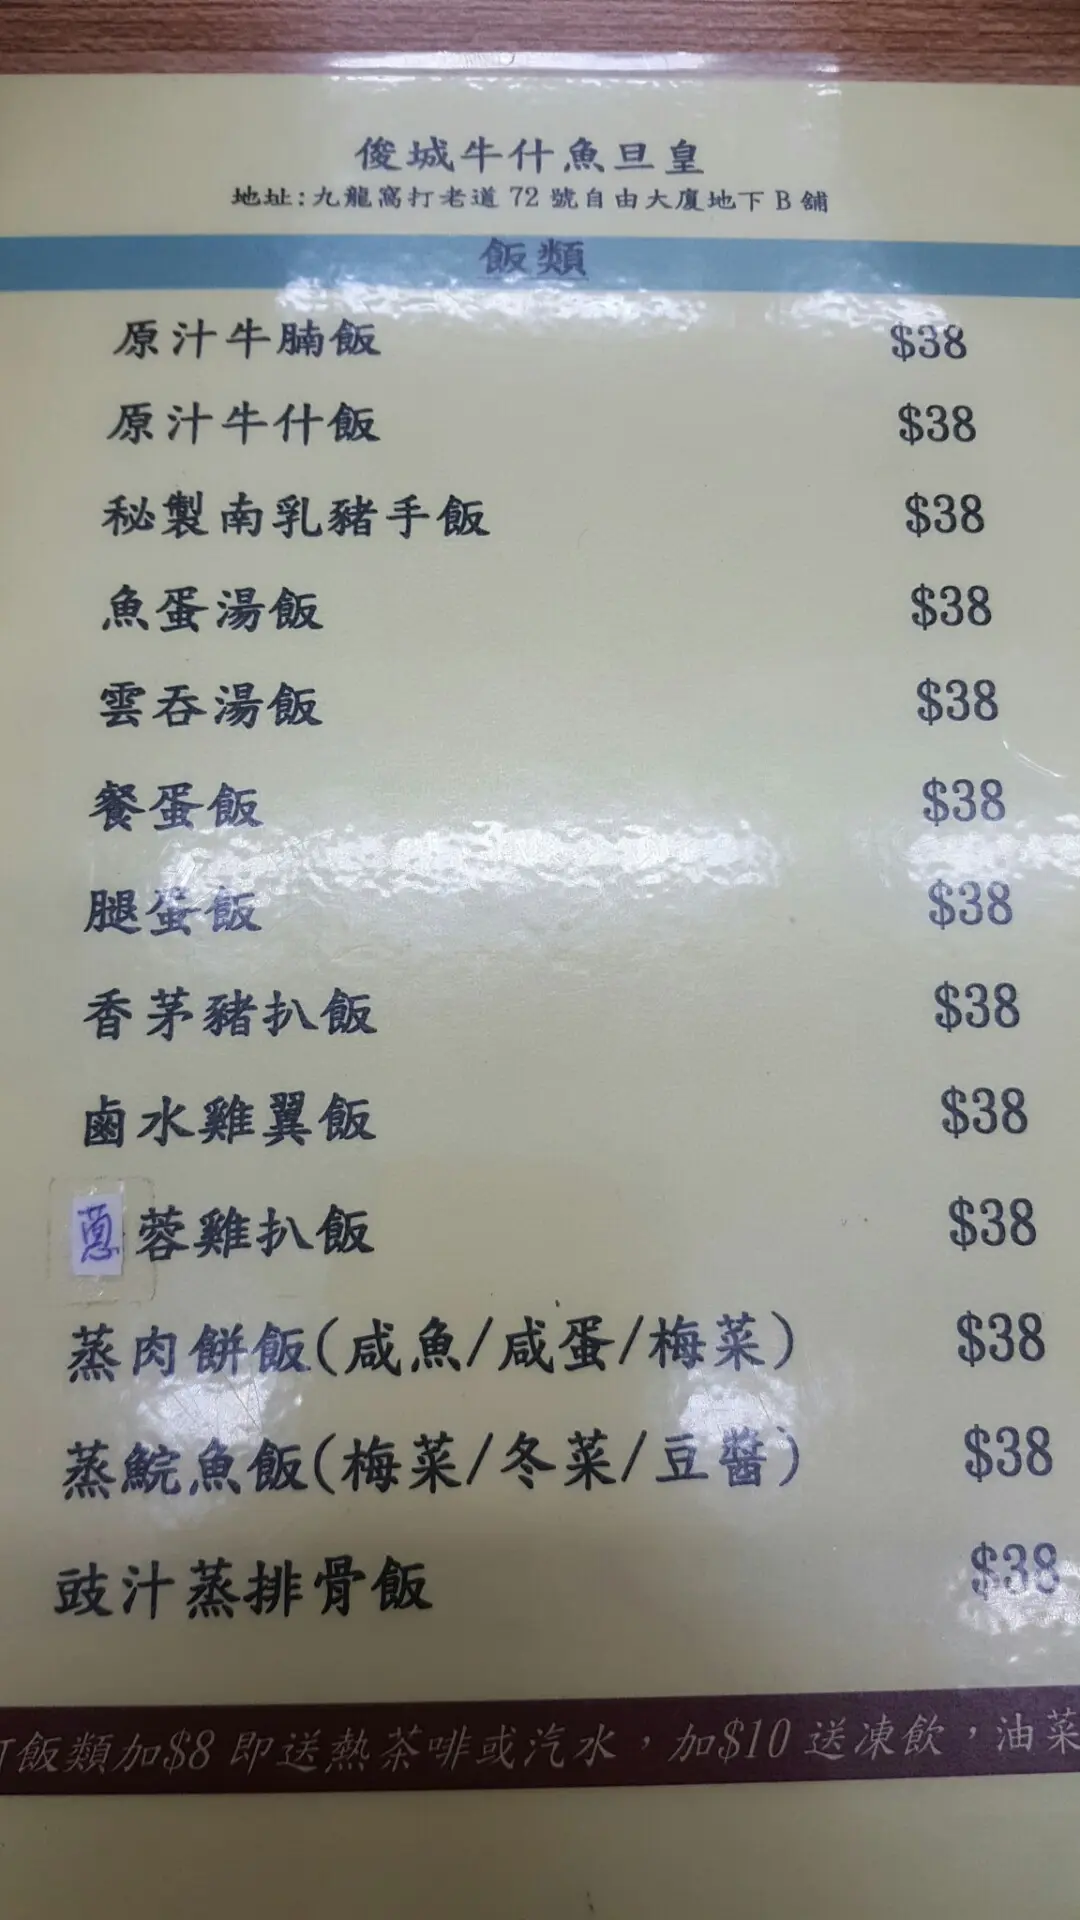 俊城牛什魚旦皇
地址:九龍窩打老道72號自由大廈地下B舖
飯類
原汁牛腩飯 $38
原汁牛什飯 $38
秘製南乳豬手飯 $38
魚蛋湯飯 $38
雲吞湯飯 $38
餐蛋飯 $38
腿蛋飯 $38
香茅豬扒飯 $38
鹵水雞翼飯 $38
蔥蓉雞扒飯 $38
蒸肉餅飯(咸魚/咸蛋/梅菜) $38
蒸鯇魚飯(梅菜/冬菜/豆醬) $38
豉汁蒸排骨飯 $38
飯類加$8即送熱茶啡或汽水，加$10送凍飲，油菜